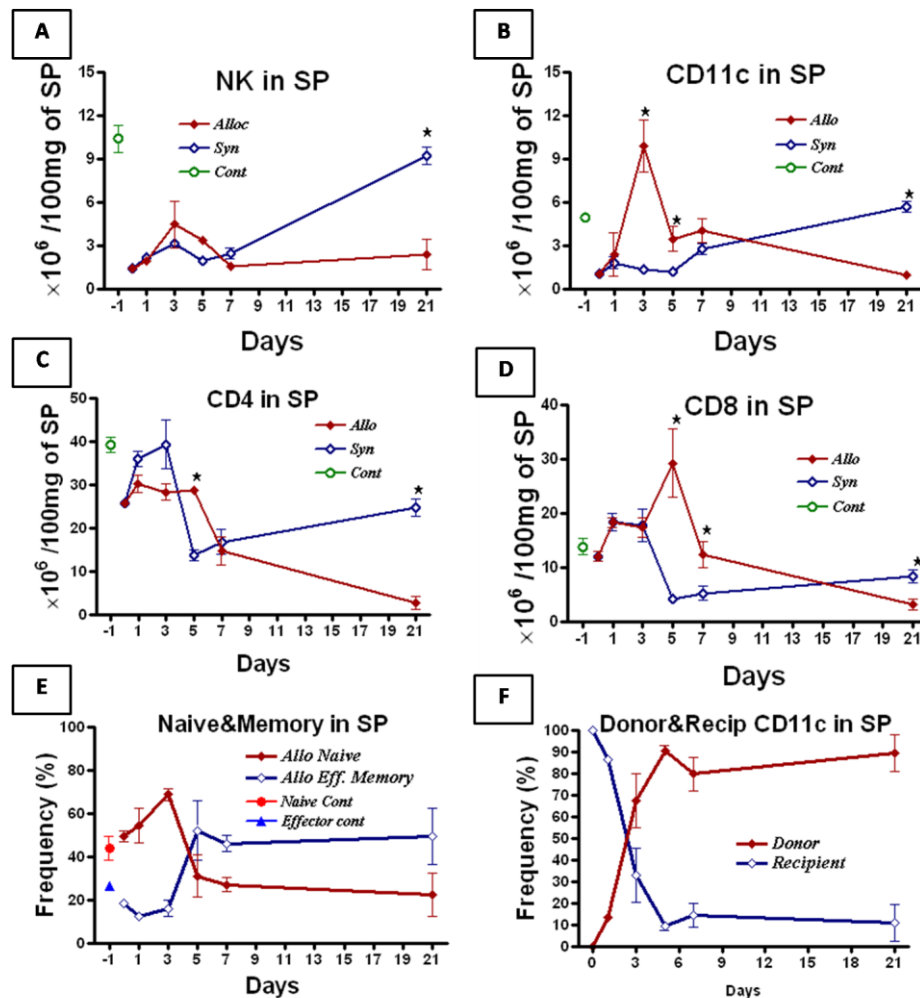 A
NK in SP
×10⁶ /100mg of SP
15
12
9
6
3
0
Alloc
Syn
Cont
★
-1 1 3 5 7 9 11 13 15 17 19 21
Days
B
CD11c in SP
×10⁶ /100mg of SP
15
12
9
6
3
0
Allo
Syn
Cont
★
★
★
-1 1 3 5 7 9 11 13 15 17 19 21
Days
C
CD4 in SP
×10⁶ /100mg of SP
50
40
30
20
10
0
Allo
Syn
Cont
★
★
-1 1 3 5 7 9 11 13 15 17 19 21
Days
D
CD8 in SP
×10⁶ /100mg of SP
40
30
20
10
0
Allo
Syn
Cont
★
★
★
-1 1 3 5 7 9 11 13 15 17 19 21
Days
E
Naive&Memory in SP
Frequency (%)
100
80
60
40
20
0
Allo Naive
Allo Eff. Memory
Naive Cont
Effector cont
-1 1 3 5 7 9 11 13 15 17 19 21
Days
F
Donor&Recip CD11c in SP
Frequency (%)
100
90
80
70
60
50
40
30
20
10
0
Donor
Recipient
0 3 6 9 12 15 18 21
Days